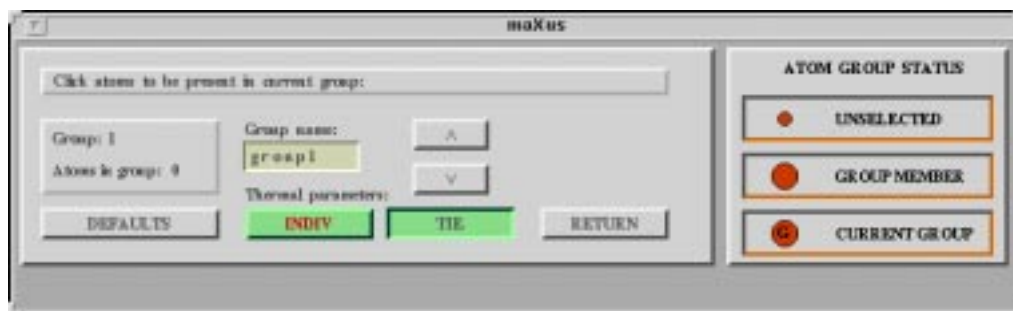 maXus
Click atoms to be present in current group:
Group: 1
Atoms in group: 0
Group name:
group1
^
v
Thermal parameters:
DEFAULTS
INDIV
TIE
RETURN
ATOM GROUP STATUS
UNSELECTED
GROUP MEMBER
G
CURRENT GROUP